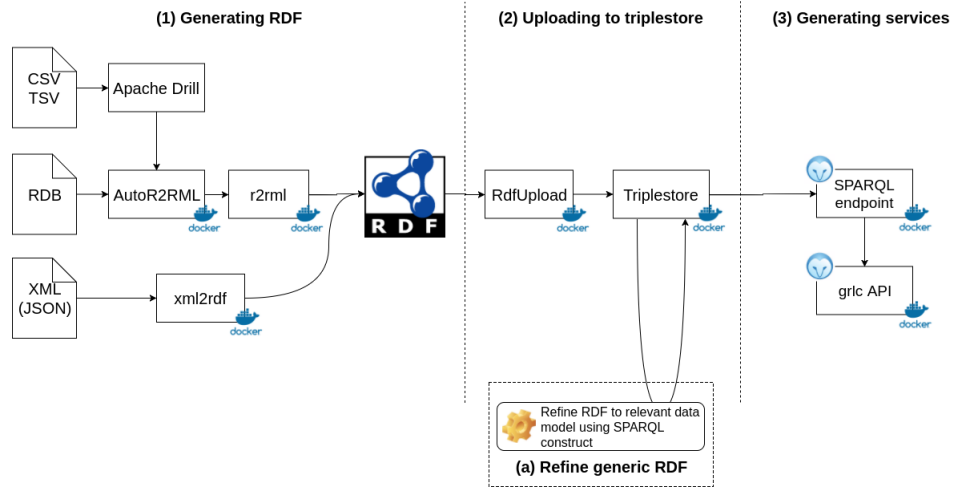 (1) Generating RDF
(2) Uploading to triplestore
(3) Generating services
CSV
TSV
Apache Drill
RDB
AutoR2RML
docker
r2rml
docker
RDF
RdfUpload
docker
Triplestore
docker
SPARQL
endpoint
docker
XML
(JSON)
xml2rdf
docker
grlc API
docker
Refine RDF to relevant data
model using SPARQL
construct
(a) Refine generic RDF